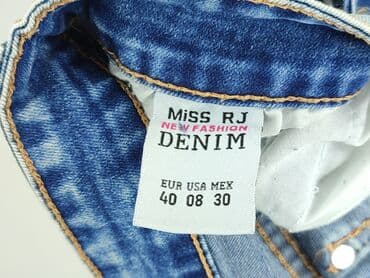 MiSS RJ
NEW FASHION
DENIM
EUR USA MEX
40 08 30